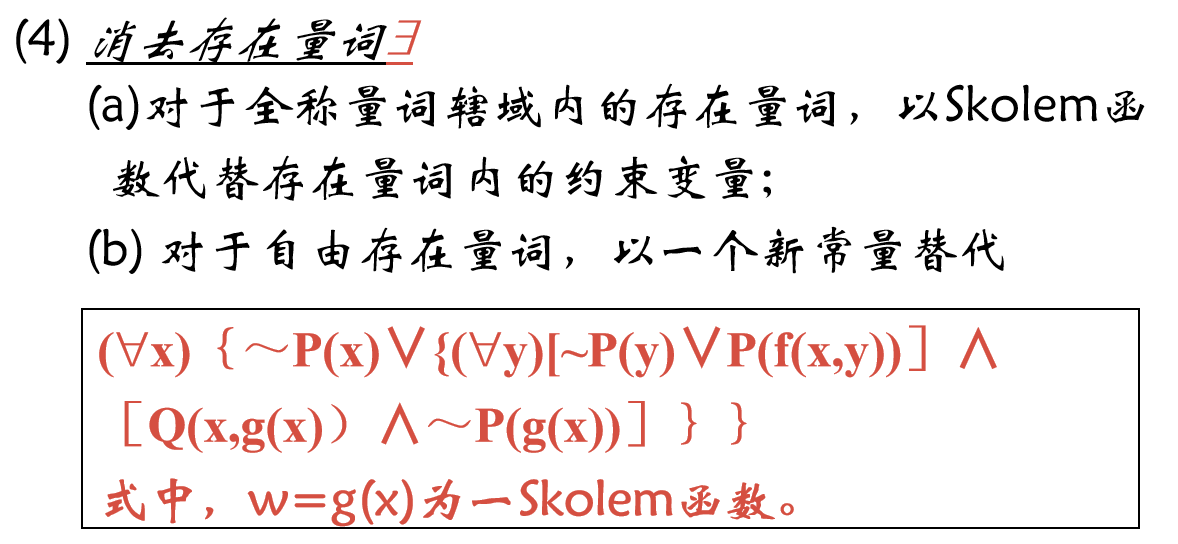 (4) 消去存在量词∃
(a)对于全称量词辖域内的存在量词，以Skolem函
数代替存在量词内的约束变量；
(b) 对于自由存在量词，以一个新常量替代
(∀x)｛～P(x)∨{(∀y)[~P(y)∨P(f(x,y))］∧
［Q(x,g(x)）∧～P(g(x))］｝｝
式中，w=g(x)为一Skolem函数。